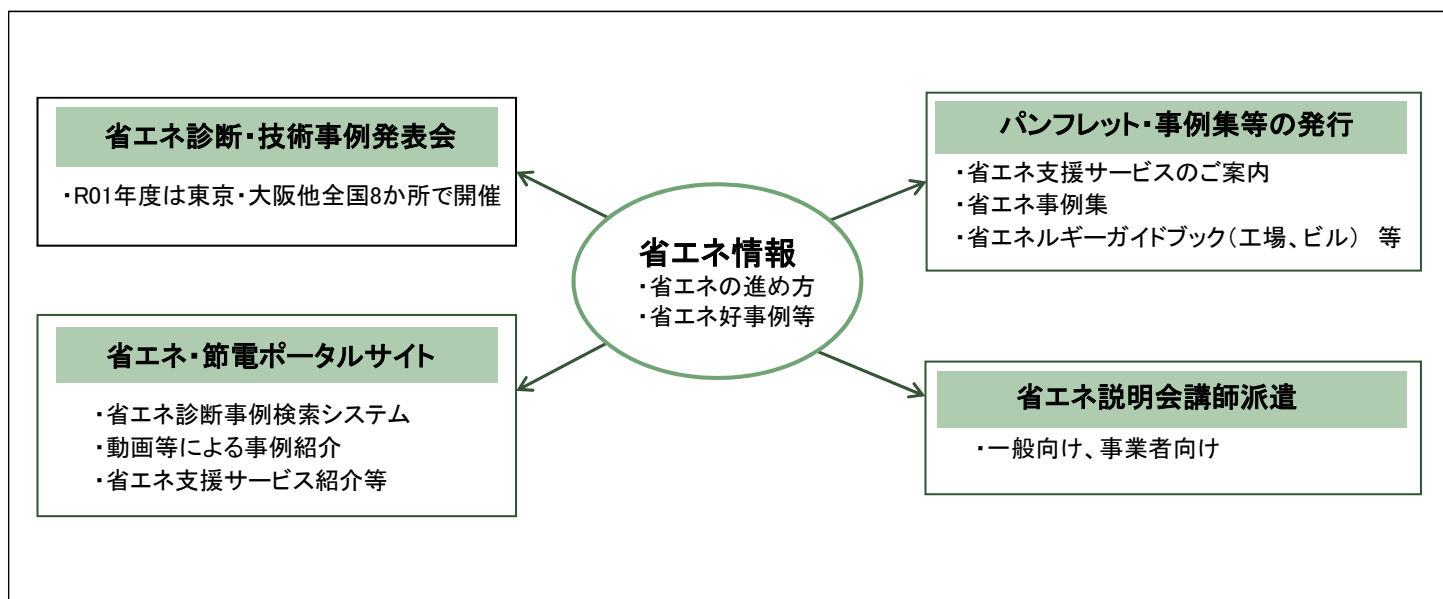 省エネ診断・技術事例発表会
・R01年度は東京・大阪他全国8か所で開催
パンフレット・事例集等の発行
・省エネ支援サービスのご案内
・省エネ事例集
・省エネルギーガイドブック（工場、ビル） 等
省エネ情報
・省エネの進め方
・省エネ好事例等
省エネ・節電ポータルサイト
・省エネ診断事例検索システム
・動画等による事例紹介
・省エネ支援サービス紹介等
省エネ説明会講師派遣
・一般向け、事業者向け